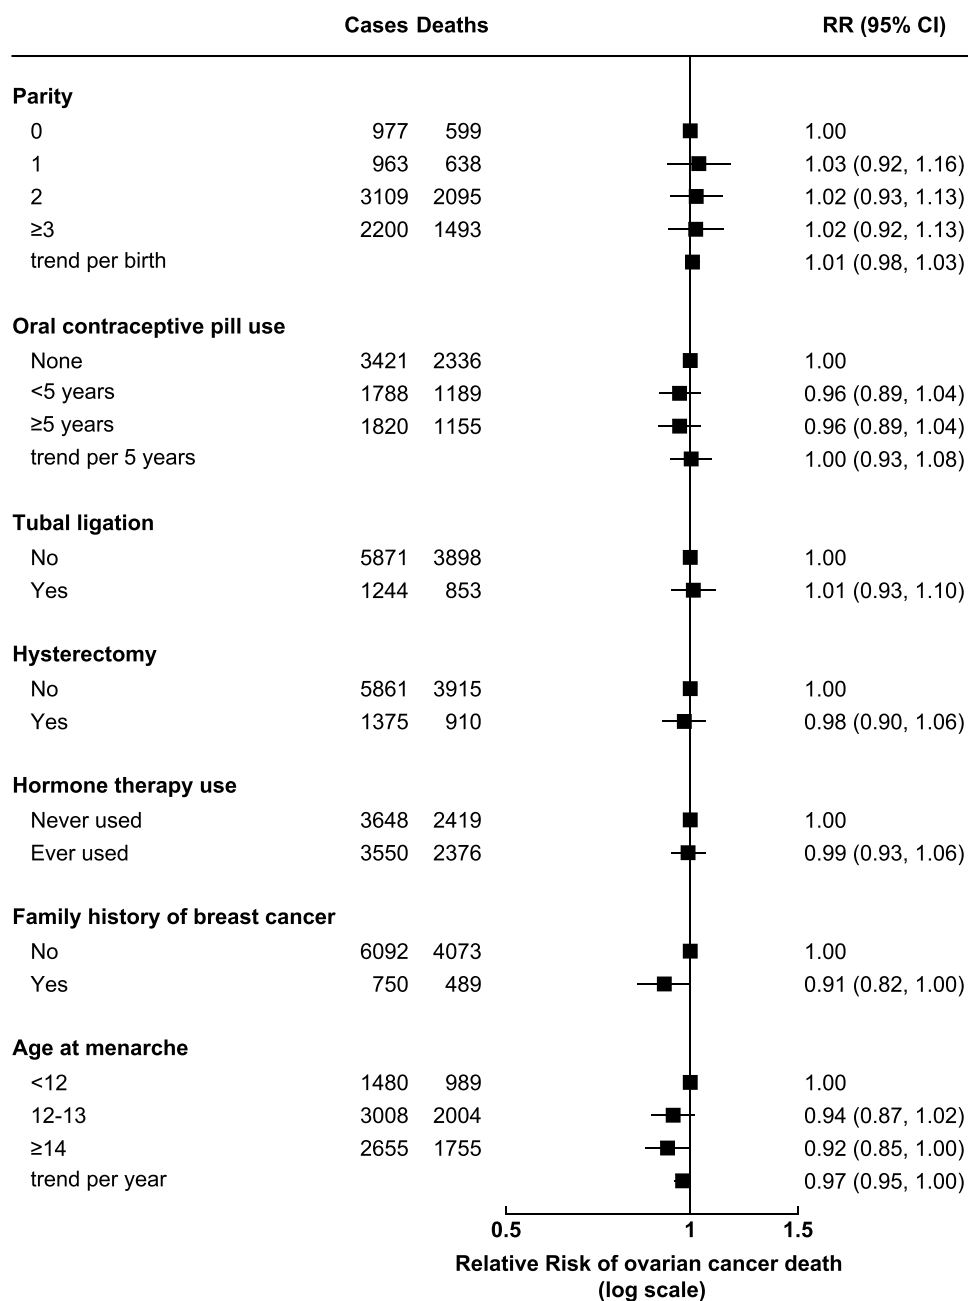 Cases Deaths RR (95% CI)
Parity
0 977 599 1.00
1 963 638 1.03 (0.92, 1.16)
2 3109 2095 1.02 (0.93, 1.13)
≥3 2200 1493 1.02 (0.92, 1.13)
trend per birth 1.01 (0.98, 1.03)
Oral contraceptive pill use
None 3421 2336 1.00
<5 years 1788 1189 0.96 (0.89, 1.04)
≥5 years 1820 1155 0.96 (0.89, 1.04)
trend per 5 years 1.00 (0.93, 1.08)
Tubal ligation
No 5871 3898 1.00
Yes 1244 853 1.01 (0.93, 1.10)
Hysterectomy
No 5861 3915 1.00
Yes 1375 910 0.98 (0.90, 1.06)
Hormone therapy use
Never used 3648 2419 1.00
Ever used 3550 2376 0.99 (0.93, 1.06)
Family history of breast cancer
No 6092 4073 1.00
Yes 750 489 0.91 (0.82, 1.00)
Age at menarche
<12 1480 989 1.00
12-13 3008 2004 0.94 (0.87, 1.02)
≥14 2655 1755 0.92 (0.85, 1.00)
trend per year 0.97 (0.95, 1.00)
0.5 1 1.5
Relative Risk of ovarian cancer death
(log scale)